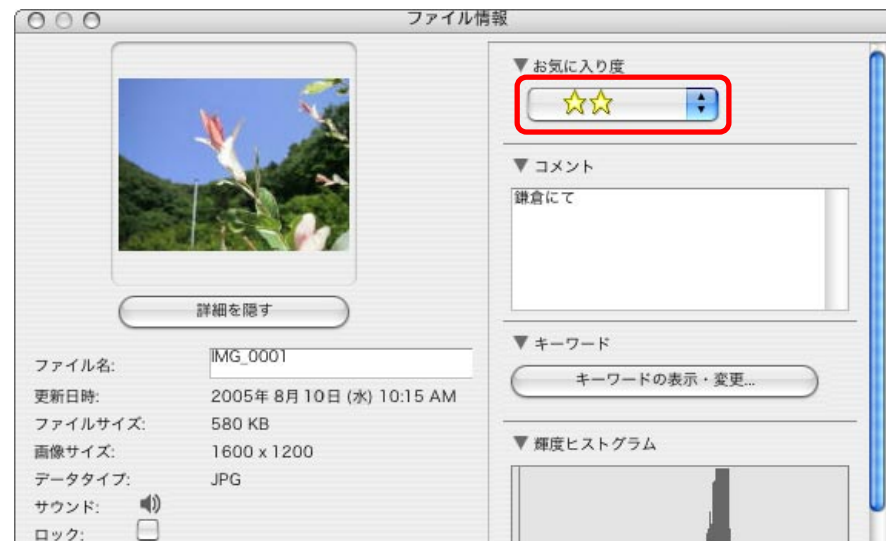 ファイル情報
詳細を隠す
ファイル名: IMG_0001
更新日時: 2005年 8月 10日 (水) 10:15 AM
ファイルサイズ: 580 KB
画像サイズ: 1600 x 1200
データタイプ: JPG
サウンド:
ロック:
▼ お気に入り度
▼ コメント
鎌倉にて
▼ キーワード
キーワードの表示・変更...
▼ 輝度ヒストグラム